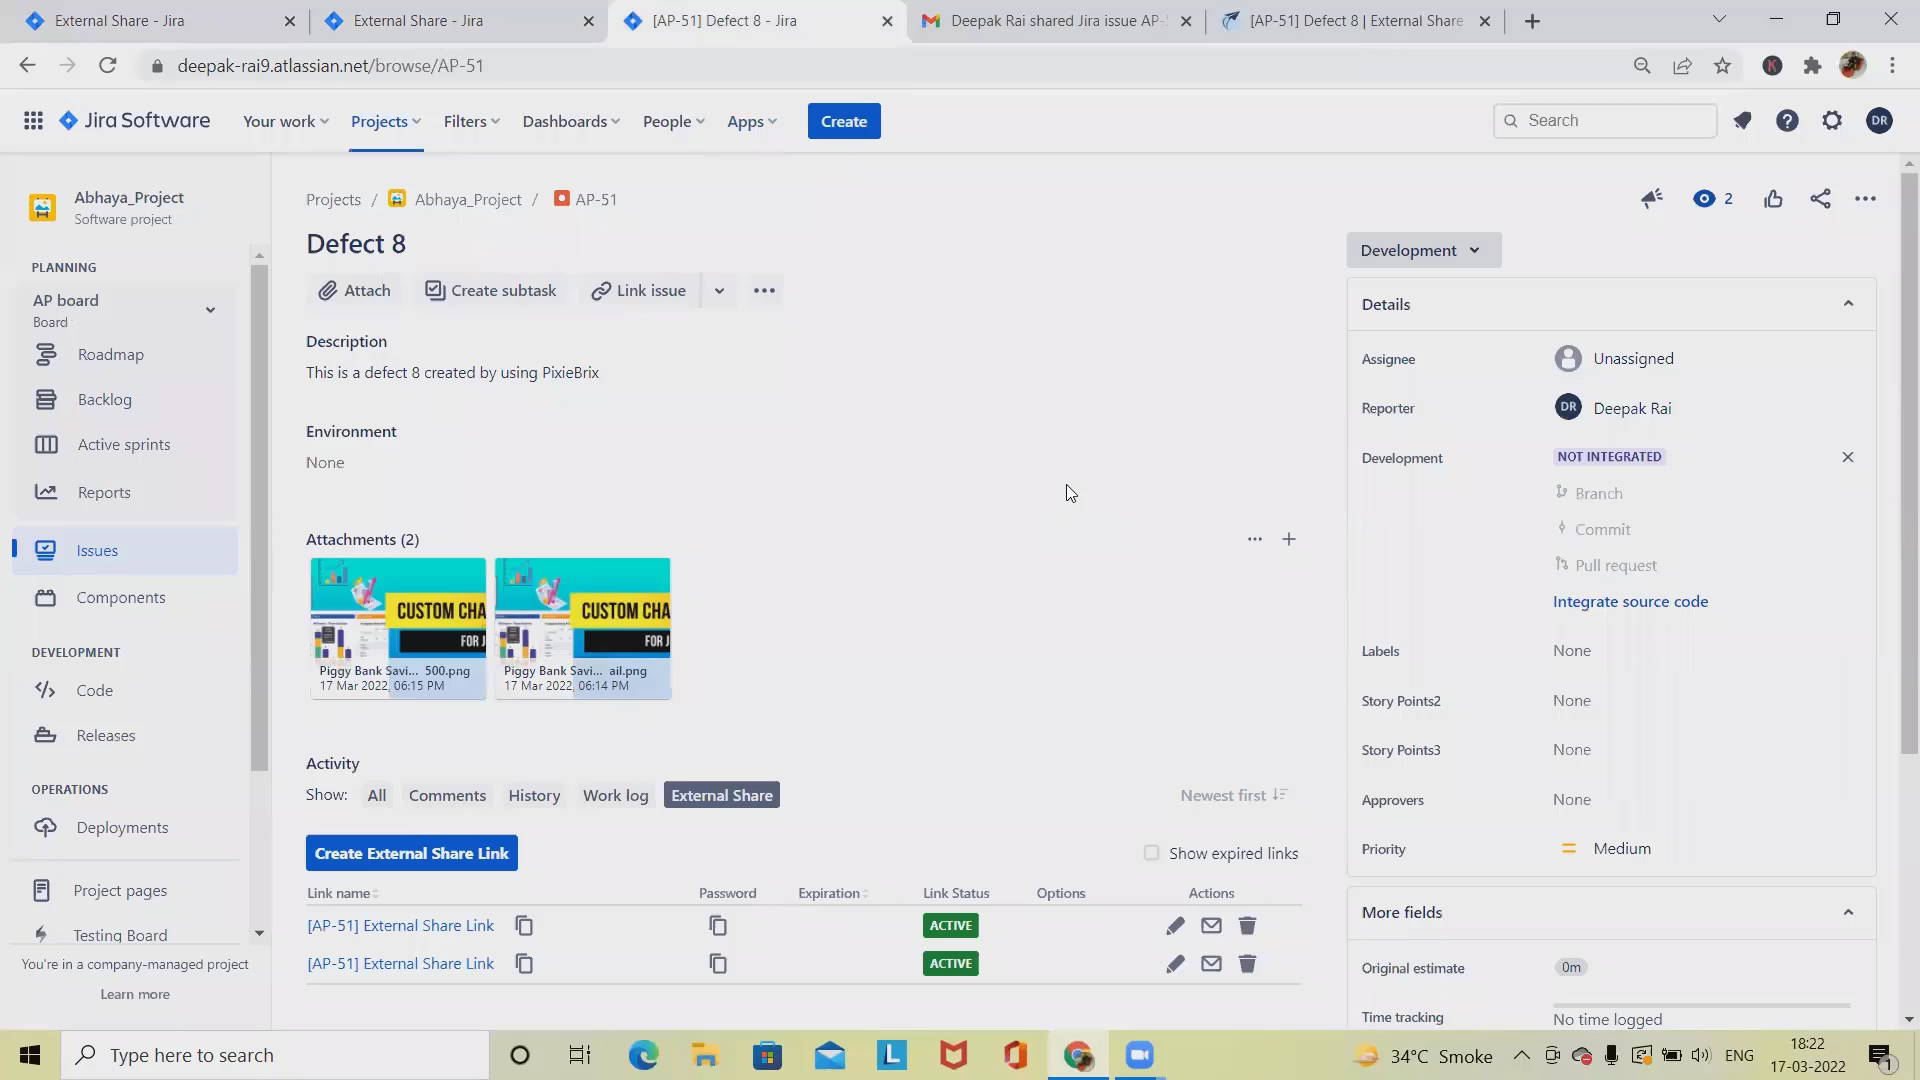 External Share - Jira
External Share - Jira
[AP-51] Defect 8 - Jira
Deepak Rai shared Jira issue AP-
[AP-51] Defect 8 | External Share
deepak-rai9.atlassian.net/browse/AP-51
K
Jira Software
Your work
Projects
Filters
Dashboards
People
Apps
Create
Search
DR
Abhaya_Project
Software project
PLANNING
AP board
Board
Roadmap
Backlog
Active sprints
Reports
Issues
Components
DEVELOPMENT
Code
Releases
OPERATIONS
Deployments
Project pages
Testing Board
You're in a company-managed project
Learn more
Projects / Abhaya_Project / AP-51
2
Defect 8
Attach
Create subtask
Link issue
Description
This is a defect 8 created by using PixieBrix
Environment
None
Attachments (2)
CUSTOM CHA
FOR J
Piggy Bank Savi... 500.png
17 Mar 2022, 06:15 PM
CUSTOM CHA
FOR J
Piggy Bank Savi... ail.png
17 Mar 2022, 06:14 PM
Activity
Show: All Comments History Work log External Share
Newest first
Create External Share Link
Show expired links
Link name Password Expiration Link Status Options Actions
[AP-51] External Share Link ACTIVE
[AP-51] External Share Link ACTIVE
Development
Details
Assignee Unassigned
Reporter DR Deepak Rai
Development NOT INTEGRATED
Branch
Commit
Pull request
Integrate source code
Labels None
Story Points2 None
Story Points3 None
Approvers None
Priority Medium
More fields
Original estimate 0m
Time tracking No time logged
Type here to search
L
34°C Smoke
ENG
18:22
17-03-2022
1